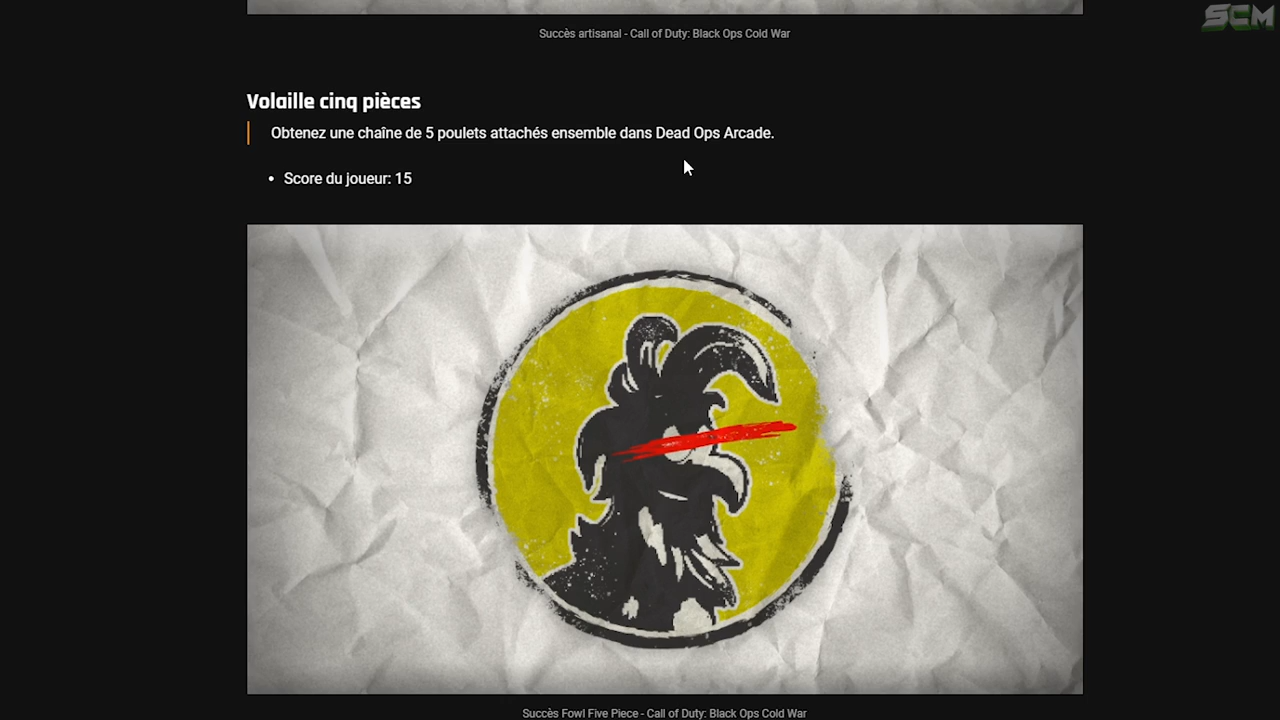 SCM
Succès artisanal - Call of Duty: Black Ops Cold War
Volaille cinq pièces
Obtenez une chaîne de 5 poulets attachés ensemble dans Dead Ops Arcade.
• Score du joueur: 15
Succès Fowl Five Piece - Call of Duty: Black Ops Cold War